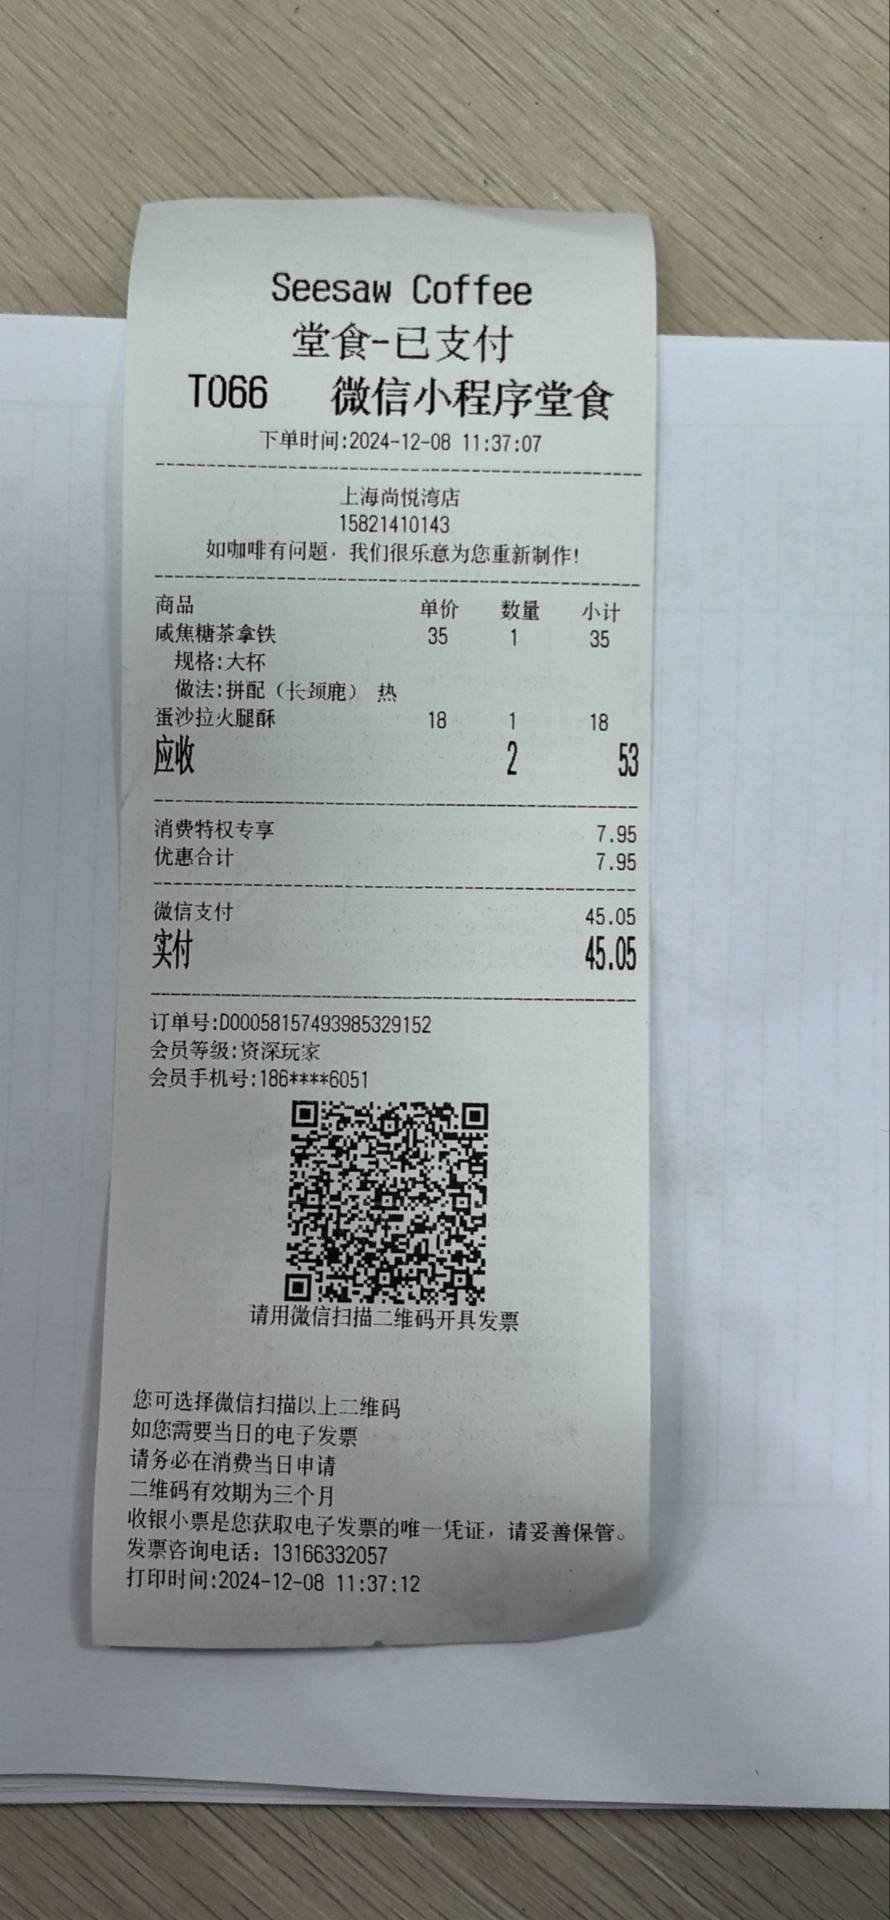 Seesaw Coffee
堂食-已支付
T066 微信小程序堂食
下单时间:2024-12-08 11:37:07
上海尚悦湾店
15821410143
如咖啡有问题，我们很乐意为您重新制作!
商品 单价 数量 小计
咸焦糖茶拿铁 35 1 35
规格:大杯
做法:拼配（长颈鹿） 热
蛋沙拉火腿酥 18 1 18
应收 2 53
消费特权专享 7.95
优惠合计 7.95
微信支付 45.05
实付 45.05
订单号:D00058157493985329152
会员等级:资深玩家
会员手机号:186****6051
请用微信扫描二维码开具发票
您可选择微信扫描以上二维码
如您需要当日的电子发票
请务必在消费当日申请
二维码有效期为三个月
收银小票是您获取电子发票的唯一凭证，请妥善保管。
发票咨询电话：13166332057
打印时间:2024-12-08 11:37:12